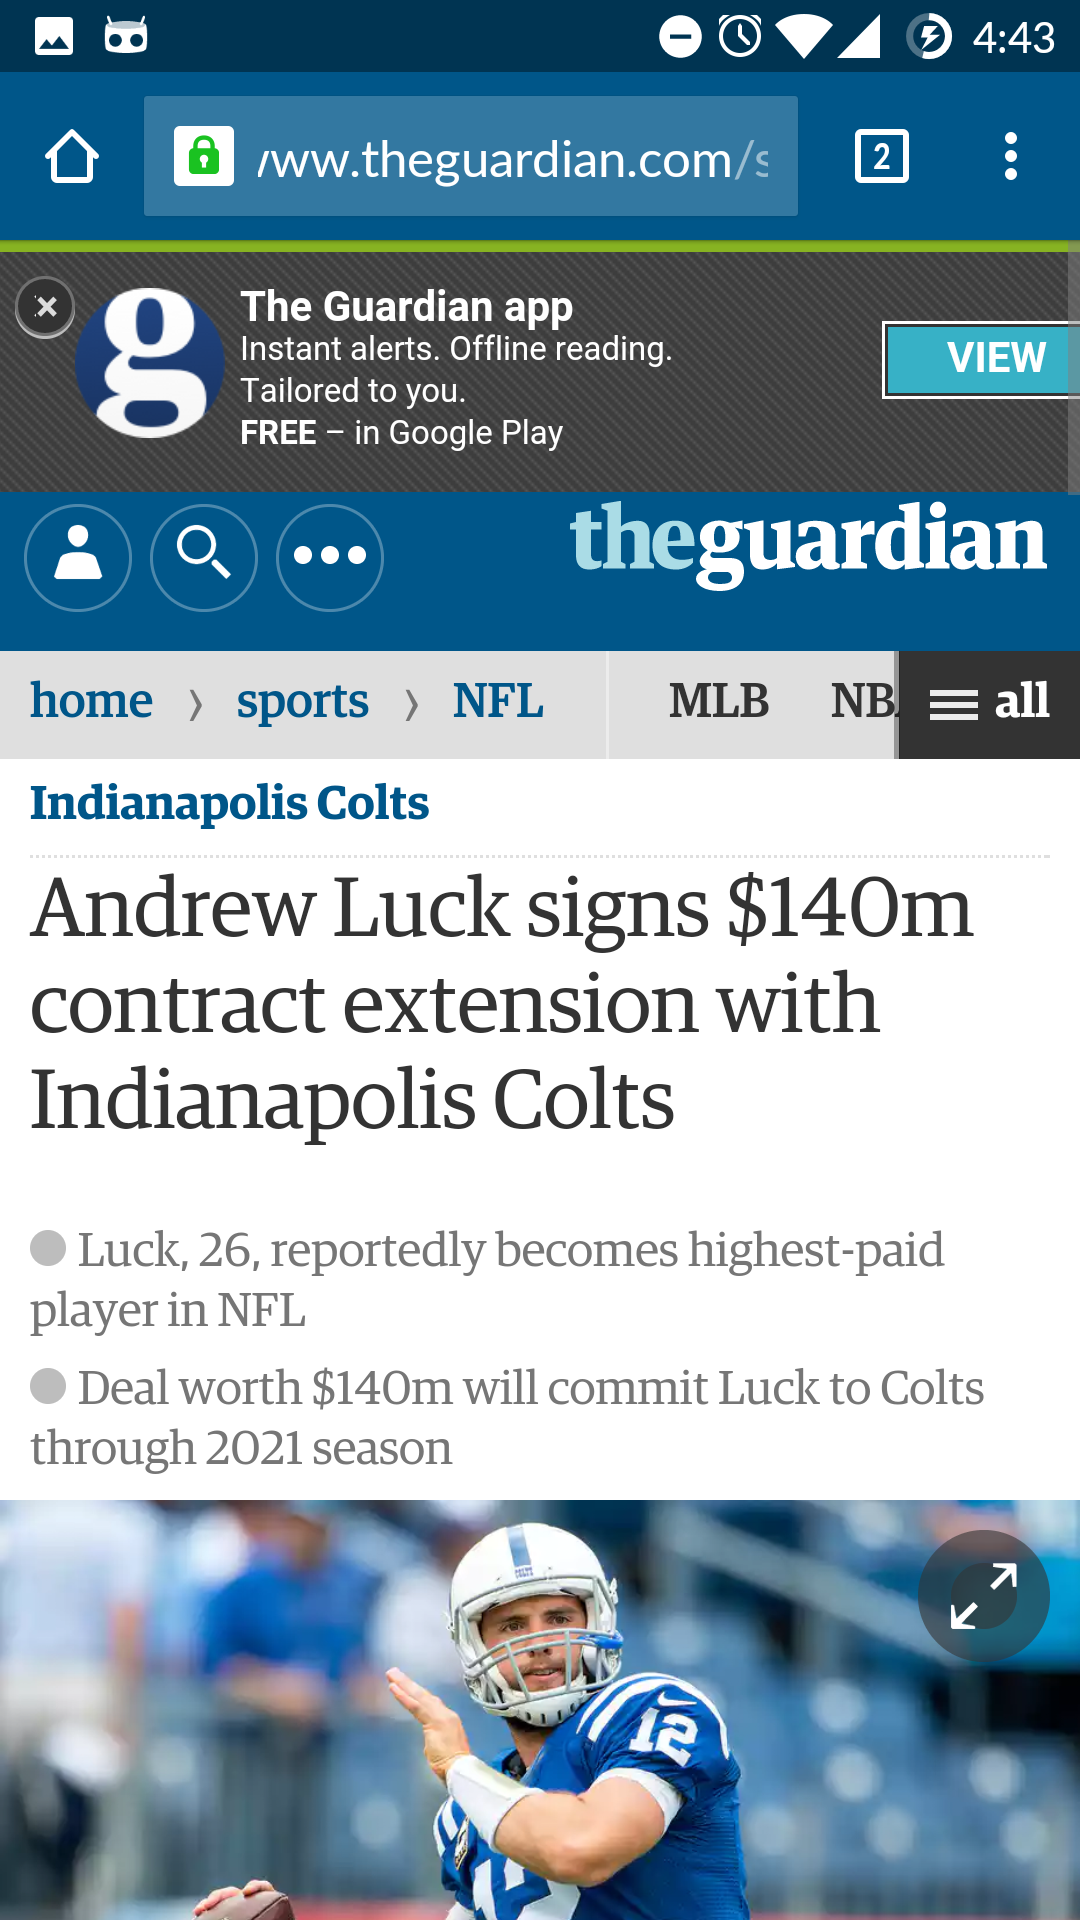 4:43
www.theguardian.com/s
2
The Guardian app
Instant alerts. Offline reading.
Tailored to you.
FREE – in Google Play
VIEW
theguardian
home › sports › NFL MLB NBA all
Indianapolis Colts
Andrew Luck signs $140m
contract extension with
Indianapolis Colts
● Luck, 26, reportedly becomes highest-paid
player in NFL
● Deal worth $140m will commit Luck to Colts
through 2021 season
12
12